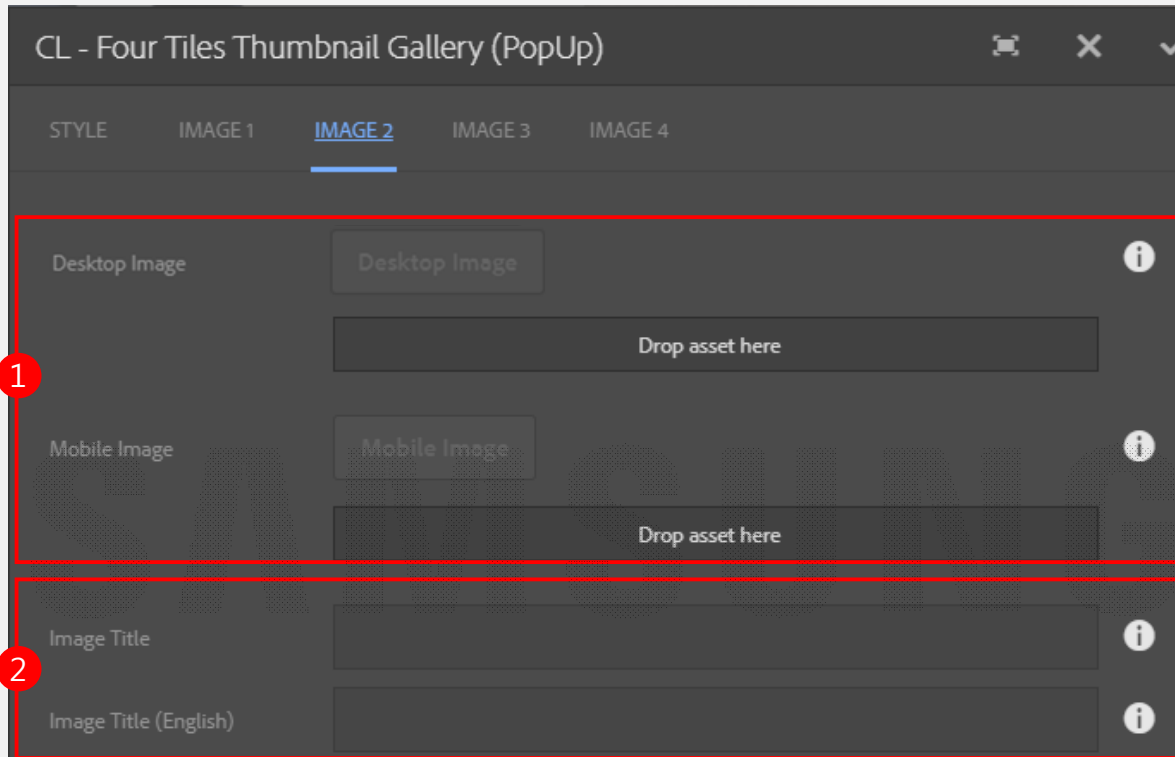 CL - Four Tiles Thumbnail Gallery (PopUp)
STYLE IMAGE 1 IMAGE 2 IMAGE 3 IMAGE 4
Desktop Image Desktop Image
Drop asset here
1
Mobile Image Mobile Image
SAMSUNG
Drop asset here
Image Title
2
Image Title (English)